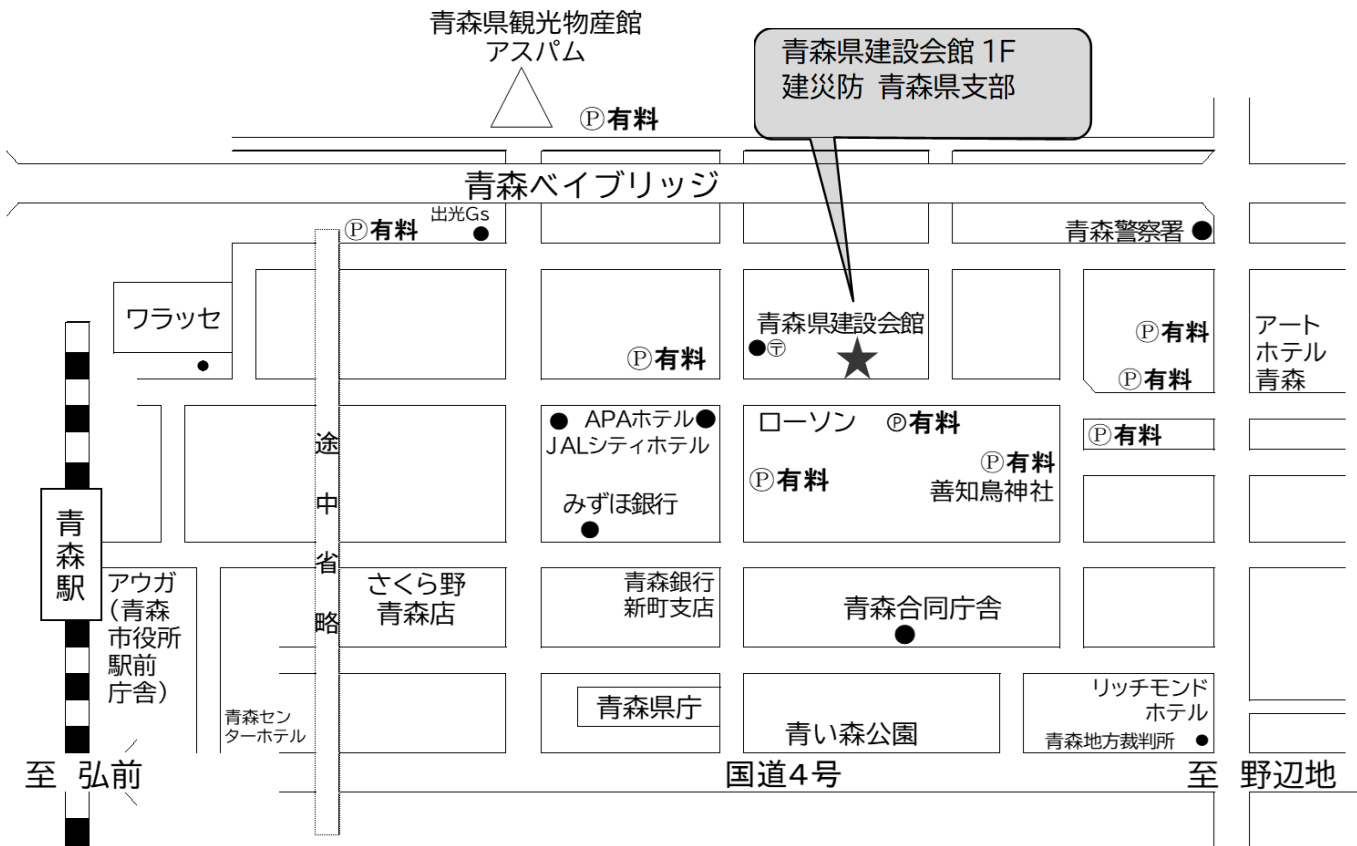 青森県観光物産館
アスパム
Ⓟ有料
青森県建設会館 1F
建災防 青森県支部
青森ベイブリッジ
Ⓟ有料
出光Gs
青森警察署
ワラッセ
Ⓟ有料
青森県建設会館
〒
Ⓟ有料
Ⓟ有料
アート
ホテル
青森
APAホテル
JALシティホテル
みずほ銀行
ローソン
Ⓟ有料
Ⓟ有料
Ⓟ有料
善知鳥神社
Ⓟ有料
途中省略
青森駅
アウガ
(青森
市役所
駅前
庁舎)
さくら野
青森店
青森銀行
新町支店
青森合同庁舎
青森セン
ターホテル
青森県庁
青い森公園
リッチモンド
ホテル
青森地方裁判所
至 弘前
国道4号
至 野辺地